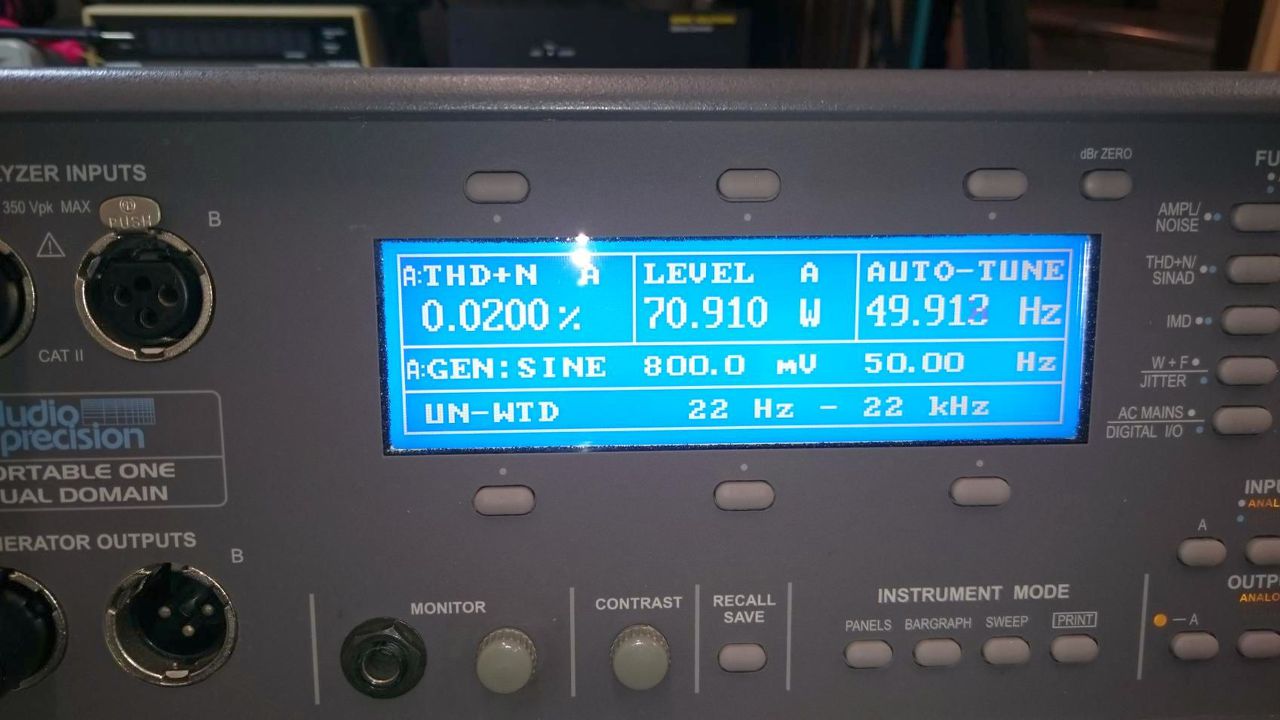 LYZER INPUTS
350 Vpk MAX
PUSH
B
CAT II
udio
precision
ORTABLE ONE
UAL DOMAIN
ERATOR OUTPUTS
B
A:THD+N A LEVEL A AUTO-TUNE
0.0200 % 70.910 W 49.913 Hz
A:GEN:SINE 800.0 mV 50.00 Hz
UN-WTD 22 Hz - 22 kHz
dBr ZERO
FU
AMPL/
NOISE
THD+N/
SINAD
IMD
W + F
JITTER
AC MAINS
DIGITAL I/O
INPU
ANAL
A
OUTP
ANALO
A
MONITOR
CONTRAST
RECALL
SAVE
INSTRUMENT MODE
PANELS BARGRAPH SWEEP PRINT